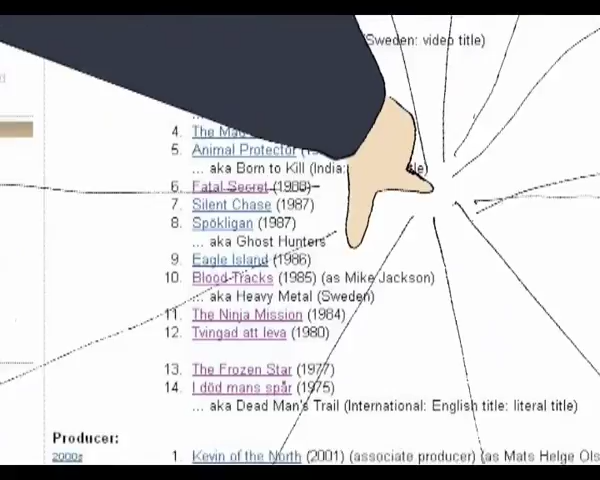 (Sweden: video title)
4. The Mad
5. Animal Protector
... aka Born to Kill (India:
6. Fatal Secret (1988)
7. Silent Chase (1987)
8. Spökligan (1987)
... aka Ghost Hunters
9. Eagle Island (1986)
10. Blood Tracks (1985) (as Mike Jackson)
... aka Heavy Metal (Sweden)
11. The Ninja Mission (1984)
12. Tvingad att leva (1980)
13. The Frozen Star (1977)
14. I död mans spår (1975)
... aka Dead Man's Trail (International: English title: literal title)
Producer:
2000s 1. Kevin of the North (2001) (associate producer) (as Mats Helge Ols